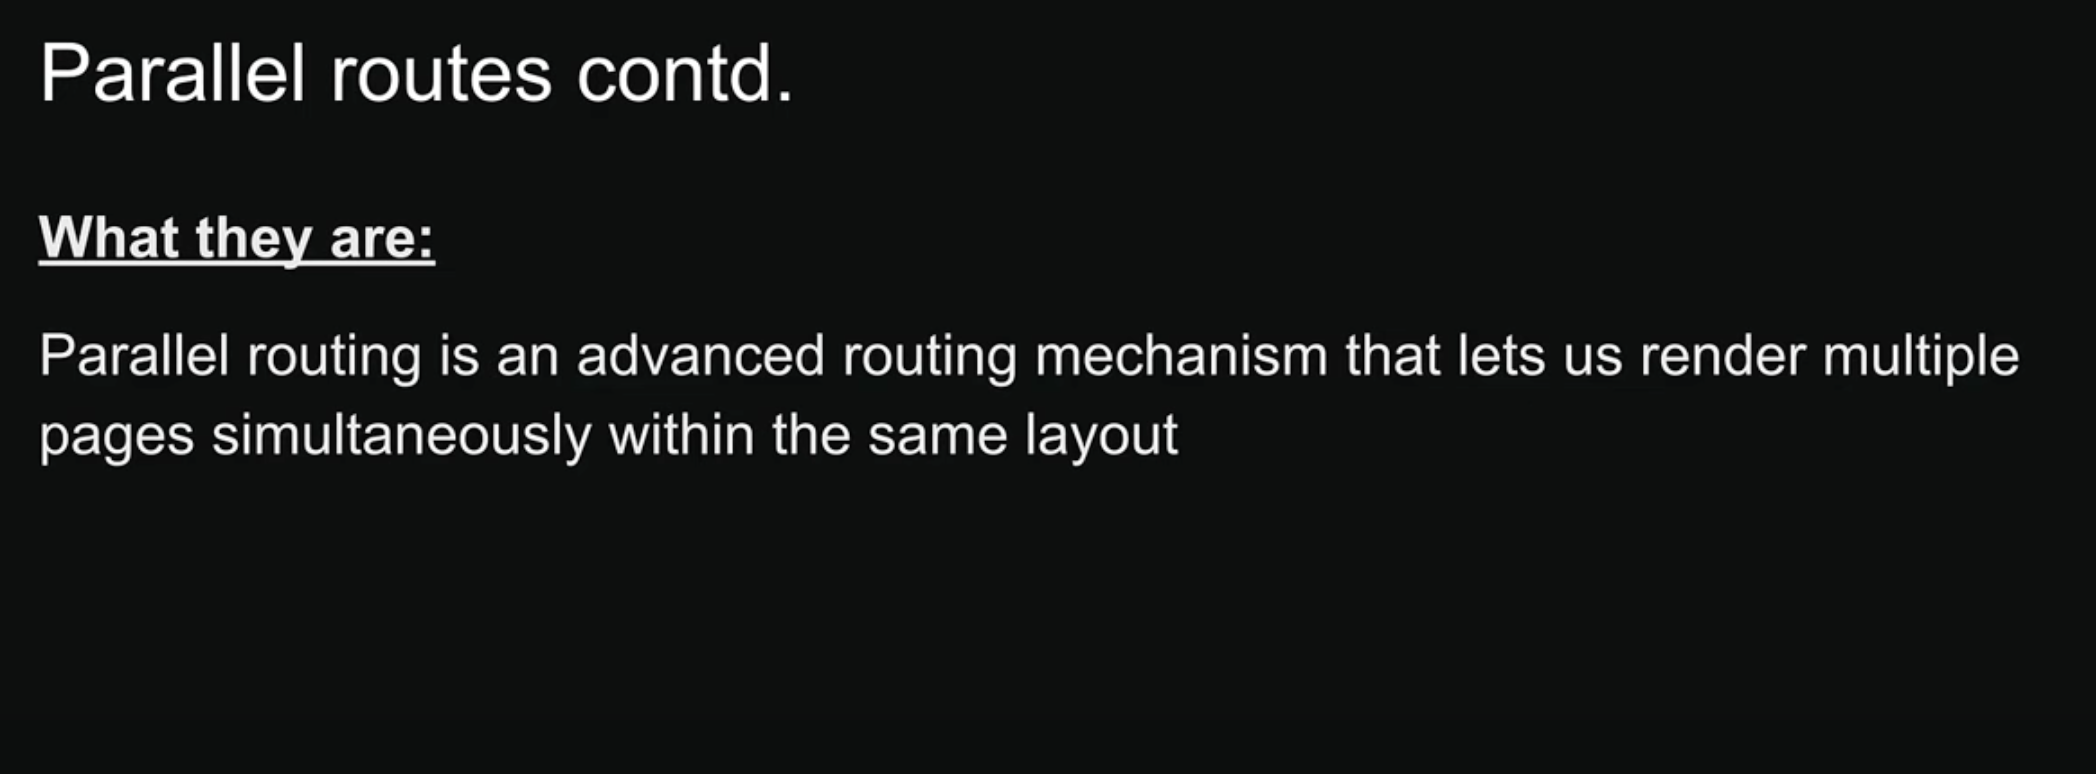 Parallel routes contd.
What they are:
Parallel routing is an advanced routing mechanism that lets us render multiple
pages simultaneously within the same layout